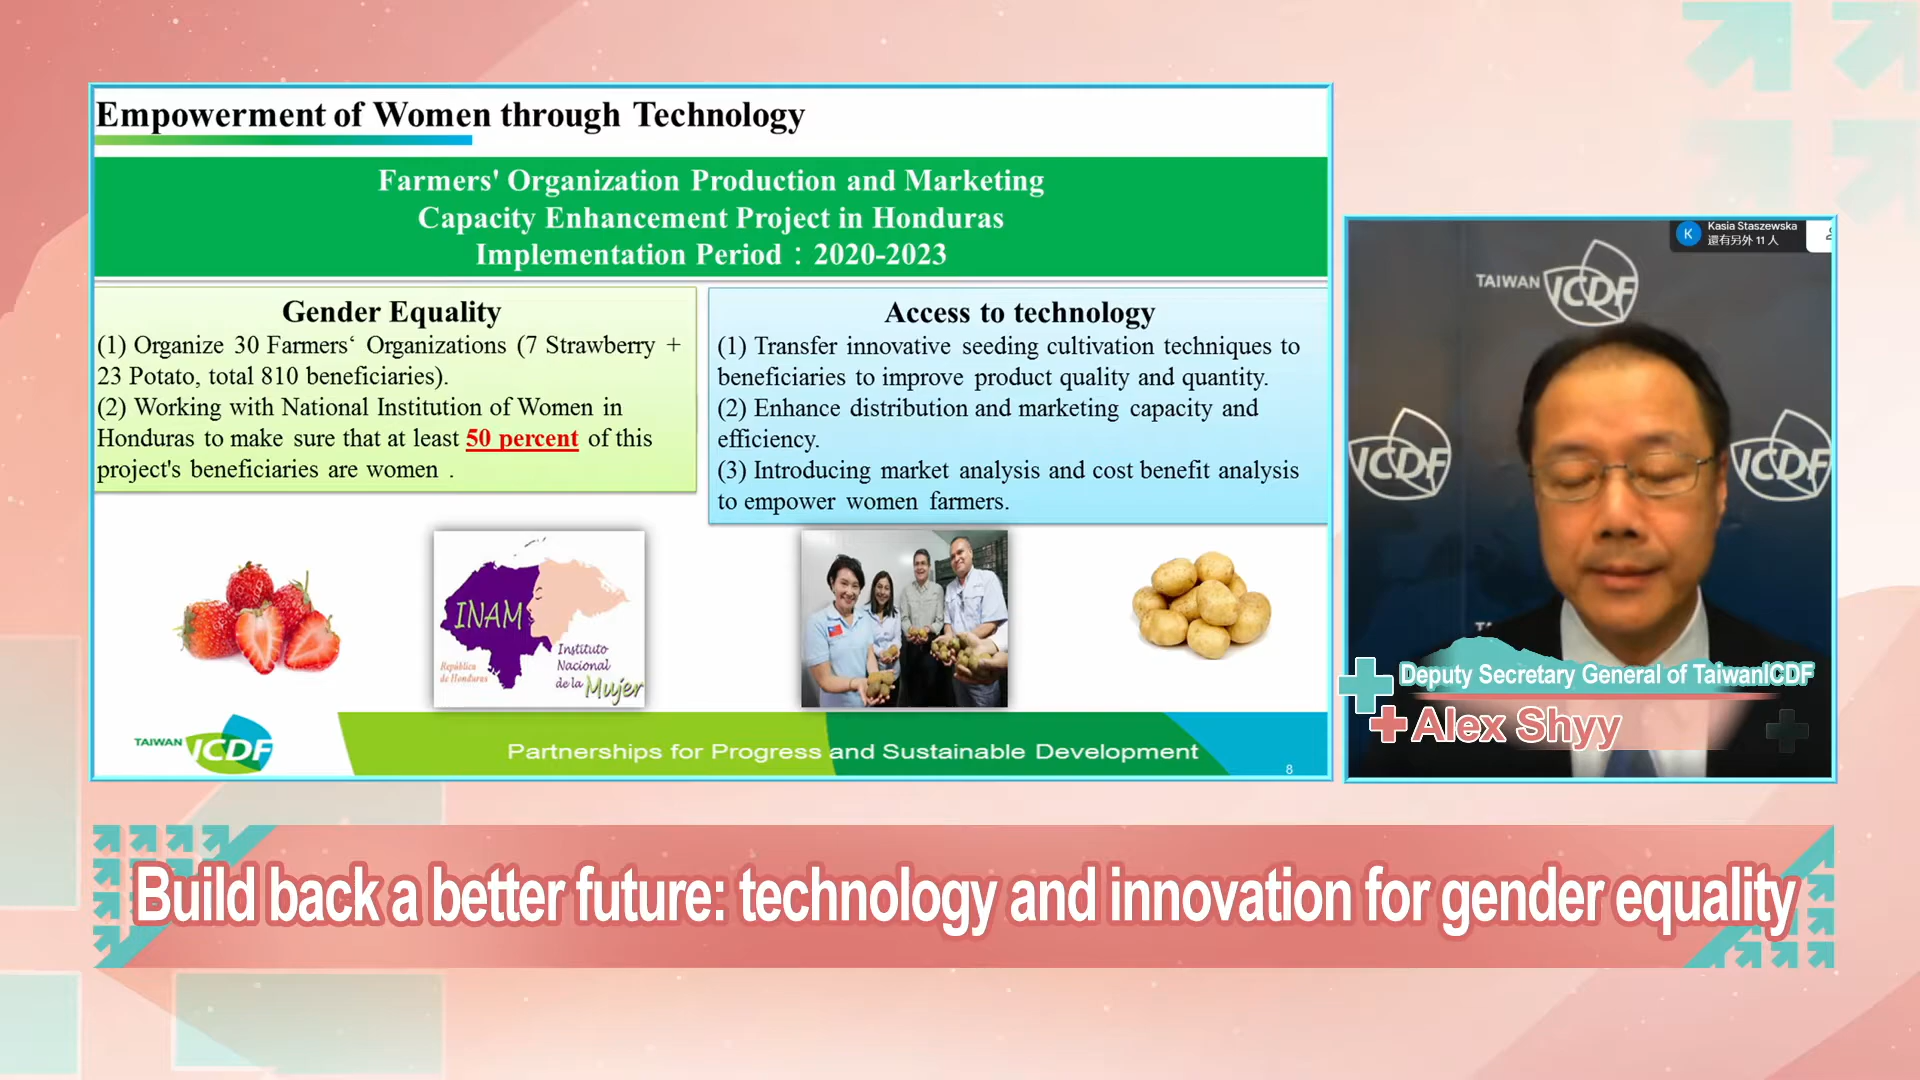 Empowerment of Women through Technology
Farmers' Organization Production and Marketing
Capacity Enhancement Project in Honduras
Implementation Period：2020-2023
Gender Equality
(1) Organize 30 Farmers‘ Organizations (7 Strawberry +
23 Potato, total 810 beneficiaries).
(2) Working with National Institution of Women in
Honduras to make sure that at least 50 percent of this
project's beneficiaries are women .
Access to technology
(1) Transfer innovative seeding cultivation techniques to
beneficiaries to improve product quality and quantity.
(2) Enhance distribution and marketing capacity and
efficiency.
(3) Introducing market analysis and cost benefit analysis
to empower women farmers.
INAM
República
de Honduras
Instituto
Nacional
de la Mujer
TAIWAN ICDF
Partnerships for Progress and Sustainable Development
8
K
Kasia Staszewska
還有另外 11 人
TAIWAN ICDF
ICDF
ICDF
Deputy Secretary General of TaiwanICDF
Alex Shyy
Build back a better future: technology and innovation for gender equality